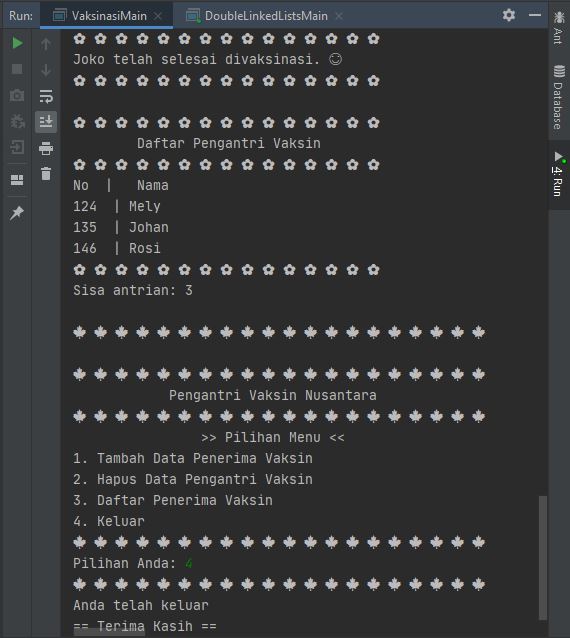 Run: VaksinasiMain × DoubleLinkedListsMain ×
✿ ✿ ✿ ✿ ✿ ✿ ✿ ✿ ✿ ✿ ✿ ✿ ✿ ✿ ✿
Joko telah selesai divaksinasi. ☺
✿ ✿ ✿ ✿ ✿ ✿ ✿ ✿ ✿ ✿ ✿ ✿ ✿ ✿ ✿
✿ ✿ ✿ ✿ ✿ ✿ ✿ ✿ ✿ ✿ ✿ ✿ ✿ ✿ ✿
Daftar Pengantri Vaksin
✿ ✿ ✿ ✿ ✿ ✿ ✿ ✿ ✿ ✿ ✿ ✿ ✿ ✿ ✿
No | Nama
124 | Mely
135 | Johan
146 | Rosi
✿ ✿ ✿ ✿ ✿ ✿ ✿ ✿ ✿ ✿ ✿ ✿ ✿ ✿ ✿
Sisa antrian: 3
🍁 🍁 🍁 🍁 🍁 🍁 🍁 🍁 🍁 🍁 🍁 🍁 🍁 🍁 🍁 🍁 🍁 🍁 🍁 🍁
🍁 🍁 🍁 🍁 🍁 🍁 🍁 🍁 🍁 🍁 🍁 🍁 🍁 🍁 🍁 🍁 🍁 🍁 🍁 🍁
Pengantri Vaksin Nusantara
🍁 🍁 🍁 🍁 🍁 🍁 🍁 🍁 🍁 🍁 🍁 🍁 🍁 🍁 🍁 🍁 🍁 🍁 🍁 🍁
>> Pilihan Menu <<
1. Tambah Data Penerima Vaksin
2. Hapus Data Pengantri Vaksin
3. Daftar Penerima Vaksin
4. Keluar
🍁 🍁 🍁 🍁 🍁 🍁 🍁 🍁 🍁 🍁 🍁 🍁 🍁 🍁 🍁 🍁 🍁 🍁 🍁 🍁
Pilihan Anda: 4
🍁 🍁 🍁 🍁 🍁 🍁 🍁 🍁 🍁 🍁 🍁 🍁 🍁 🍁 🍁 🍁 🍁 🍁 🍁 🍁
Anda telah keluar
== Terima Kasih ==
Ant
Database
4: Run